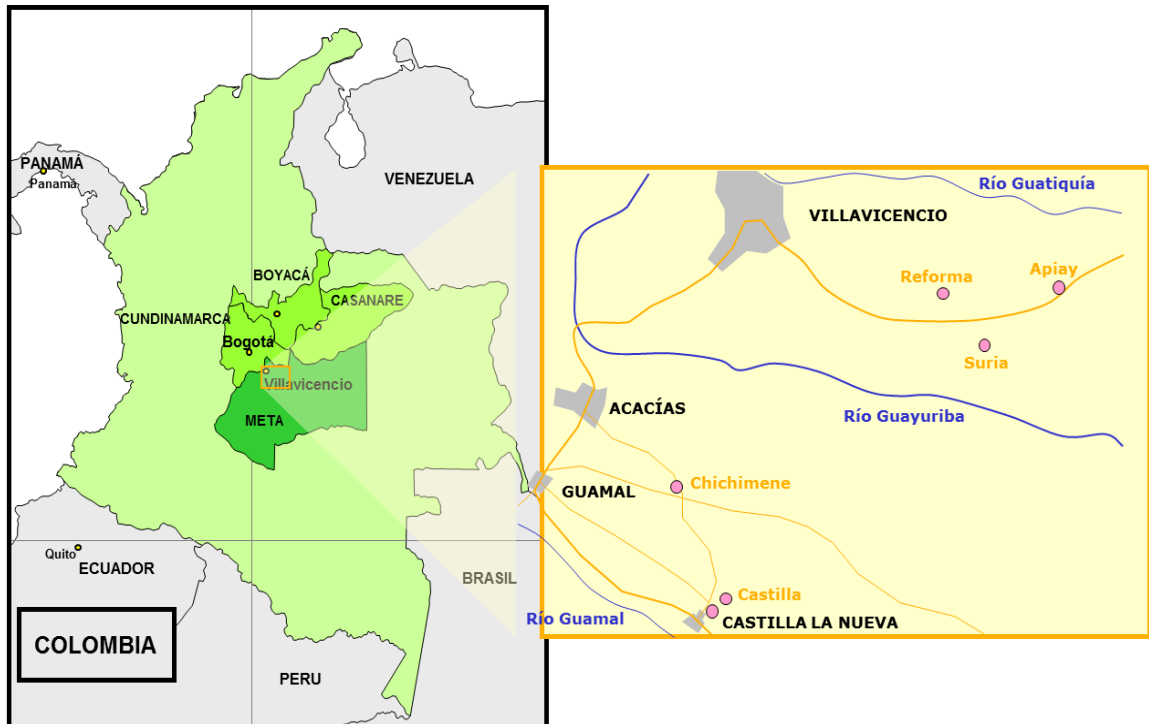 PANAMÁ
Panamá
VENEZUELA
BOYACÁ
CASANARE
CUNDINAMARCA
Bogotá
Villavicencio
META
Quito
ECUADOR
BRASIL
COLOMBIA
PERU
Río Guatiquía
VILLAVICENCIO
Reforma
Apiay
Suria
ACACÍAS
Río Guayuriba
Chichimene
GUAMAL
Castilla
Río Guamal
CASTILLA LA NUEVA